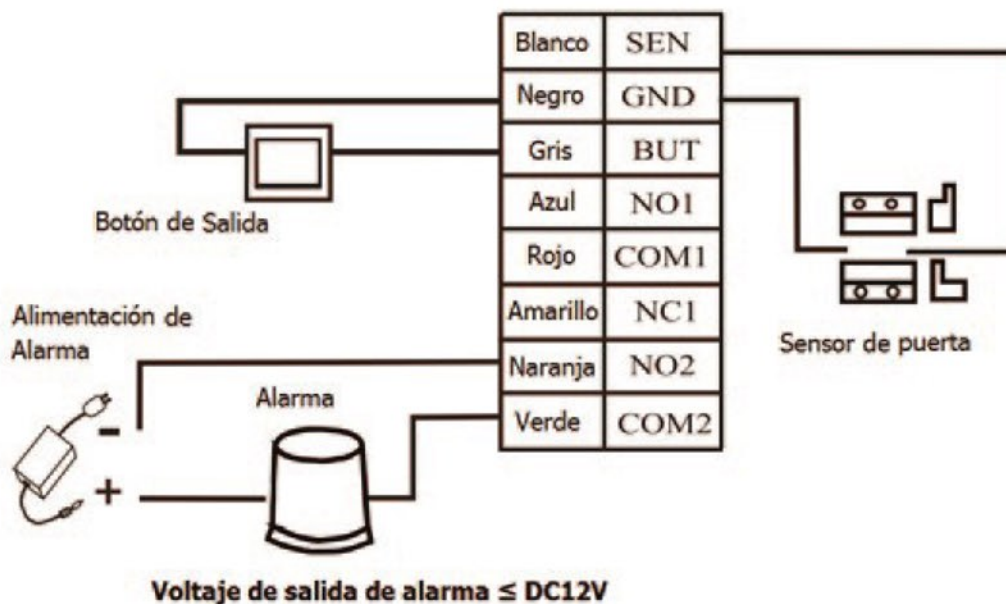 Blanco SEN
Negro GND
Gris BUT
Azul NO1
Rojo COM1
Amarillo NC1
Naranja NO2
Verde COM2
Botón de Salida
Alimentación de
Alarma
-
+
Alarma
Sensor de puerta
Voltaje de salida de alarma ≤ DC12V